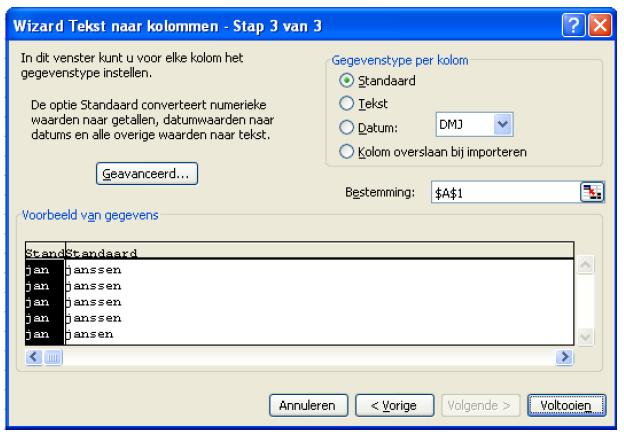 Wizard Tekst naar kolommen - Stap 3 van 3
In dit venster kunt u voor elke kolom het
gegevenstype instellen.
De optie Standaard converteert numerieke
waarden naar getallen, datumwaarden naar
datums en alle overige waarden naar tekst.
Geavanceerd...
Gegevenstype per kolom
Standaard
Tekst
Datum: DMJ
Kolom overslaan bij importeren
Bestemming: $A$1
Voorbeeld van gegevens
Stand Standaard
jan janssen
jan janssen
jan janssen
jan janssen
jan jansen
Annuleren < Vorige Volgende > Voltooien